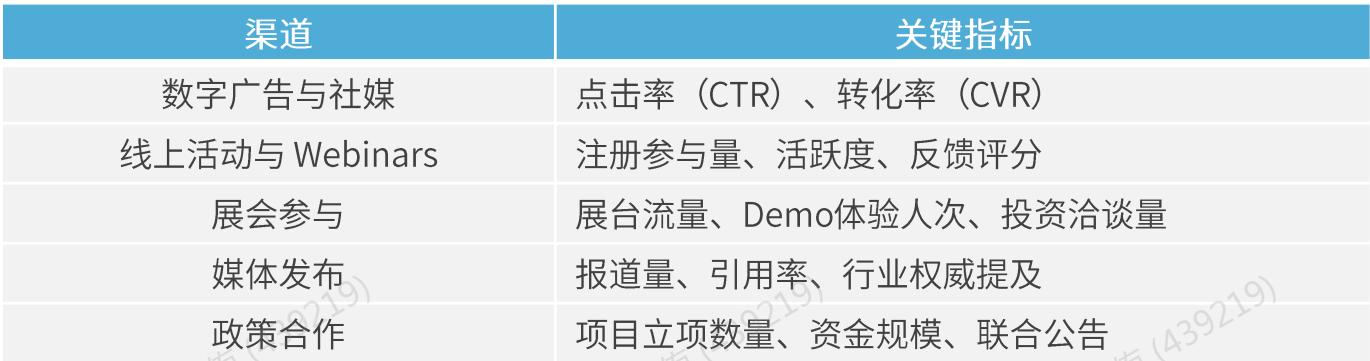 渠道 关键指标
数字广告与社媒 点击率（CTR）、转化率（CVR）
线上活动与 Webinars 注册参与量、活跃度、反馈评分
展会参与 展台流量、Demo体验人次、投资洽谈量
媒体发布 报道量、引用率、行业权威提及
政策合作 项目立项数量、资金规模、联合公告
(439219) (439219) (439219)